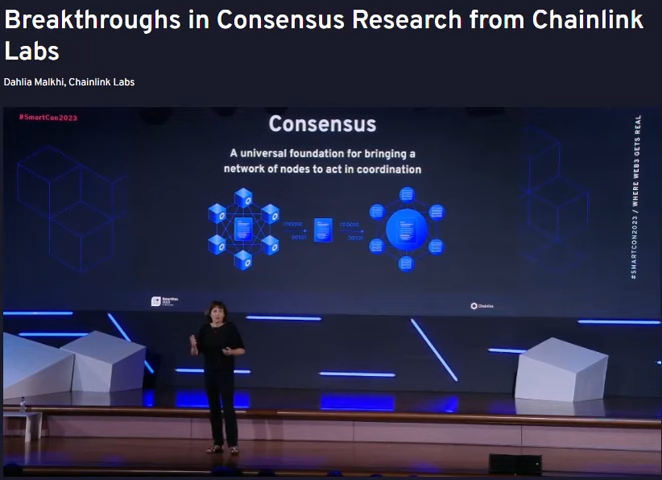 Breakthroughs in Consensus Research from Chainlink
Labs
Dahlia Malkhi, Chainlink Labs
#SmartCon2023
Consensus
A universal foundation for bringing a
network of nodes to act in coordination
#SMARTCON2023 / WHERE WEB3 GETS REAL
Chainlink